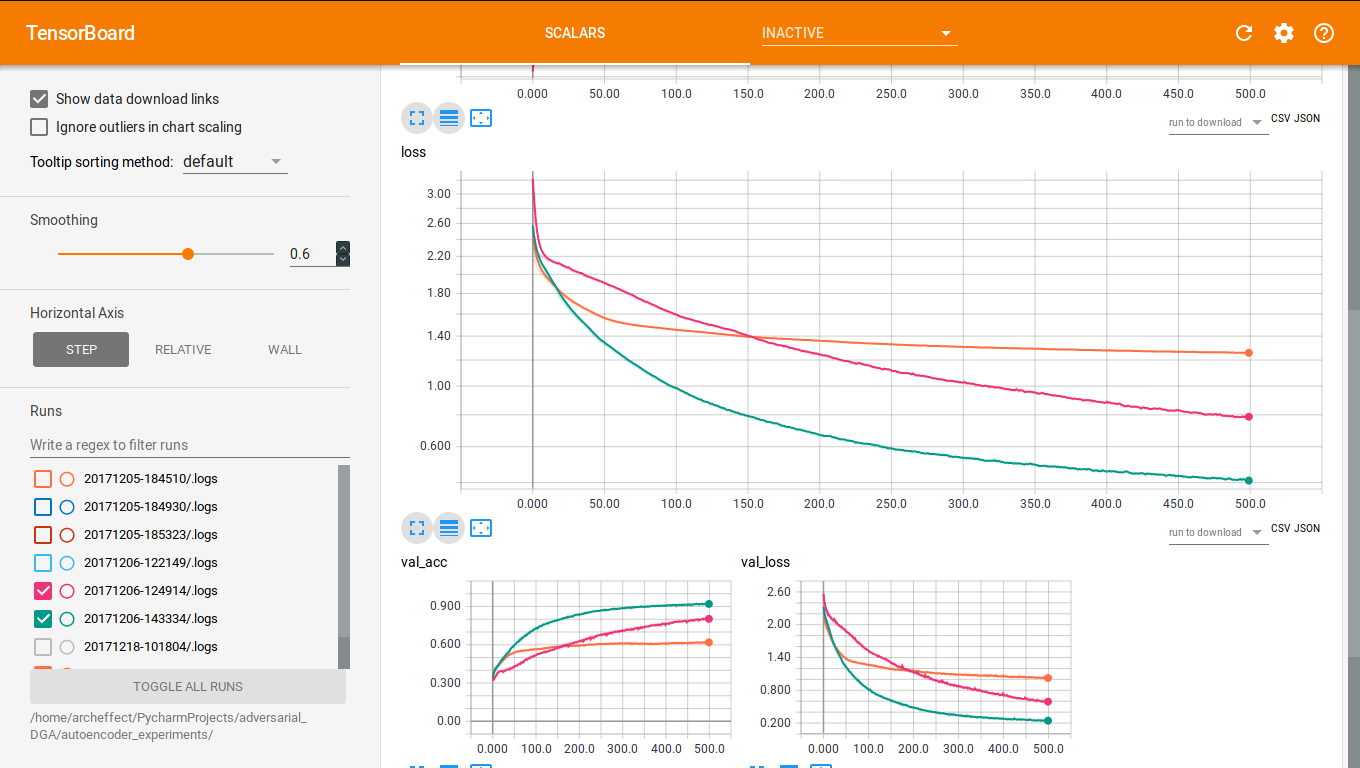 TensorBoard
SCALARS
INACTIVE
Show data download links
Ignore outliers in chart scaling
Tooltip sorting method: default
Smoothing
0.6
Horizontal Axis
STEP RELATIVE WALL
Runs
Write a regex to filter runs
20171205-184510/.logs
20171205-184930/.logs
20171205-185323/.logs
20171206-122149/.logs
20171206-124914/.logs
20171206-143334/.logs
20171218-101804/.logs
TOGGLE ALL RUNS
/home/archeffect/PycharmProjects/adversarial_
DGA/autoencoder_experiments/
0.000 50.00 100.0 150.0 200.0 250.0 300.0 350.0 400.0 450.0 500.0
run to download CSV JSON
loss
3.00
2.60
2.20
1.80
1.40
1.00
0.600
0.000 50.00 100.0 150.0 200.0 250.0 300.0 350.0 400.0 450.0 500.0
run to download CSV JSON
val_acc
0.900
0.600
0.300
0.00
0.000 100.0 200.0 300.0 400.0 500.0
val_loss
2.60
2.00
1.40
0.800
0.200
0.000 100.0 200.0 300.0 400.0 500.0